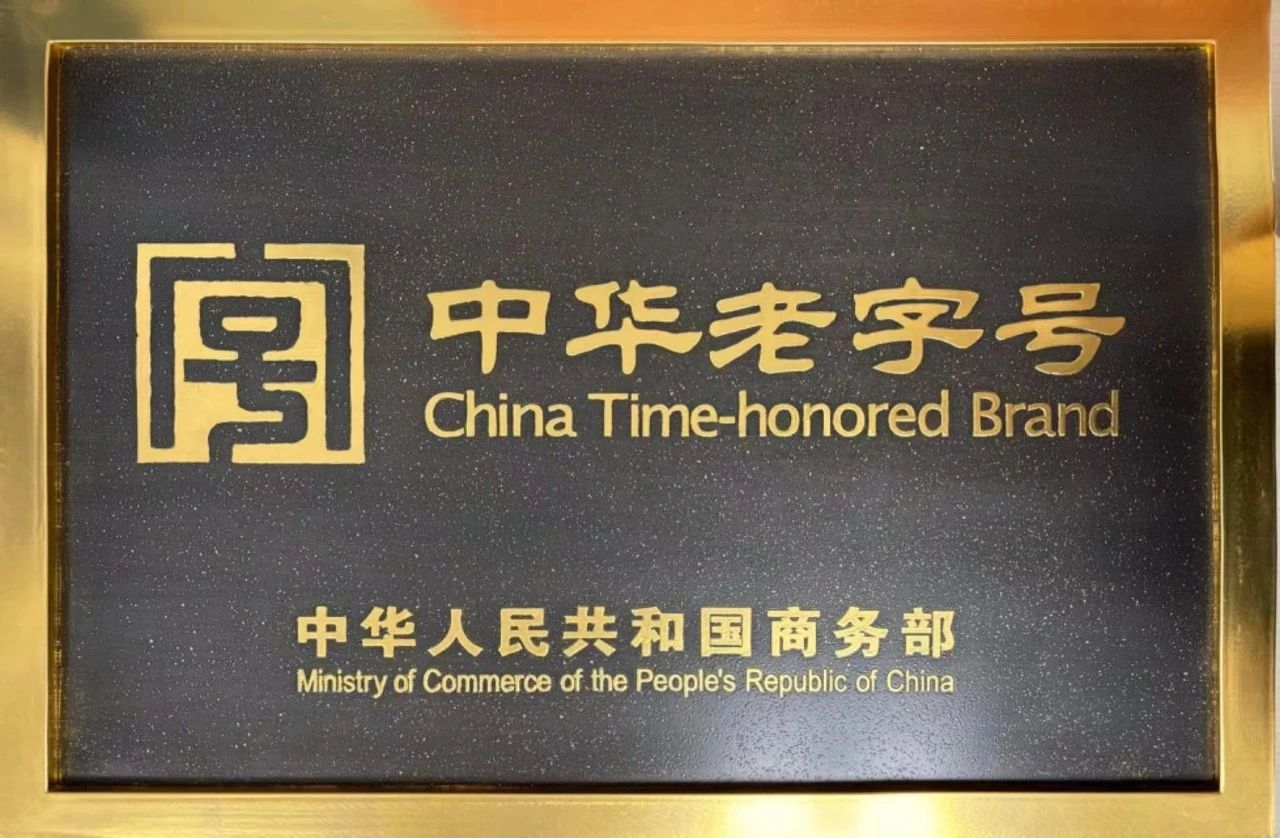 中华老字号
China Time-honored Brand
中华人民共和国商务部
Ministry of Commerce of the People's Republic of China